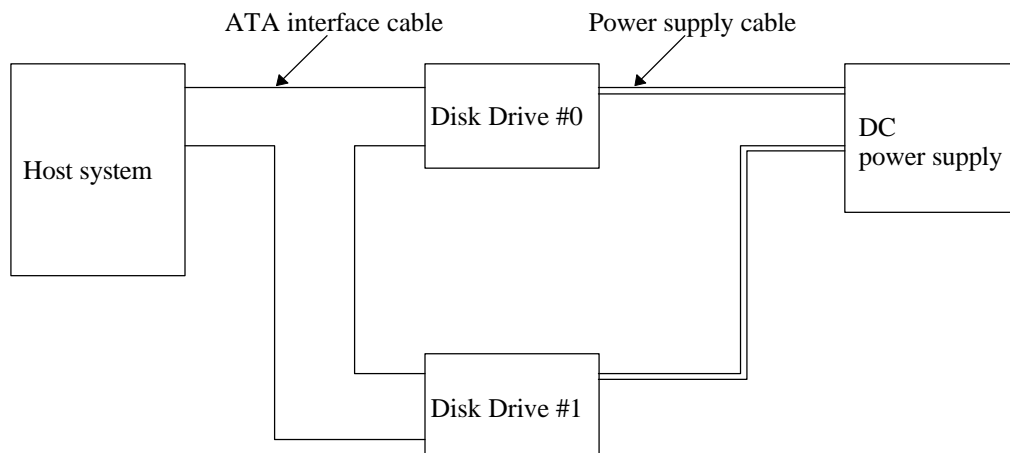 ATA interface cable
Power supply cable
Host system
Disk Drive #0
DC
power supply
Disk Drive #1